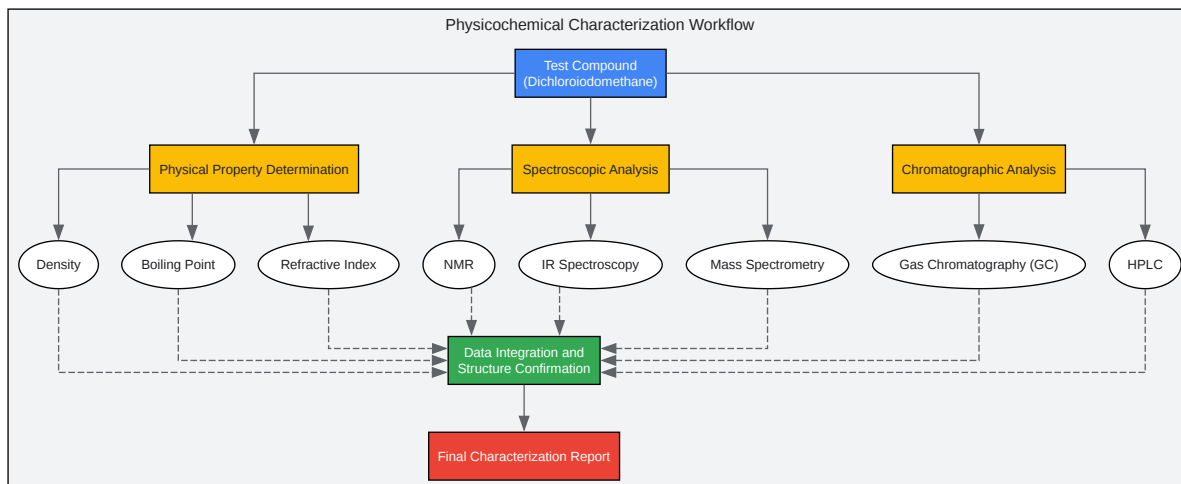 Physicochemical Characterization Workflow
Test Compound
(Dichloroiodomethane)
Physical Property Determination
Spectroscopic Analysis
Chromatographic Analysis
Density
Boiling Point
Refractive Index
NMR
IR Spectroscopy
Mass Spectrometry
Gas Chromatography (GC)
HPLC
Data Integration and
Structure Confirmation
Final Characterization Report